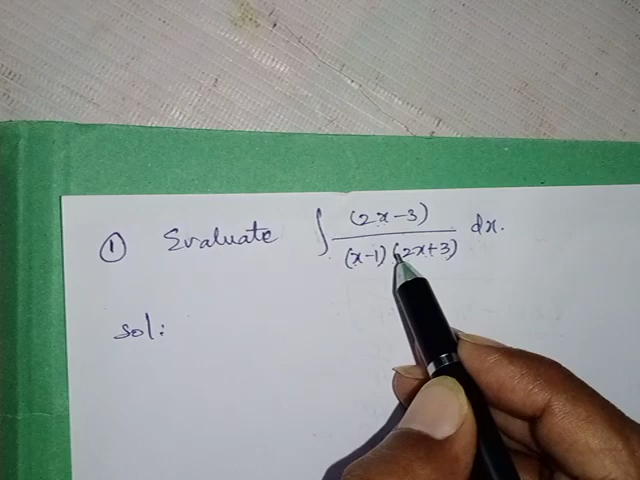 ① Evaluate ∫ (2x-3) / (x-1) (2x+3) dx.
Sol: